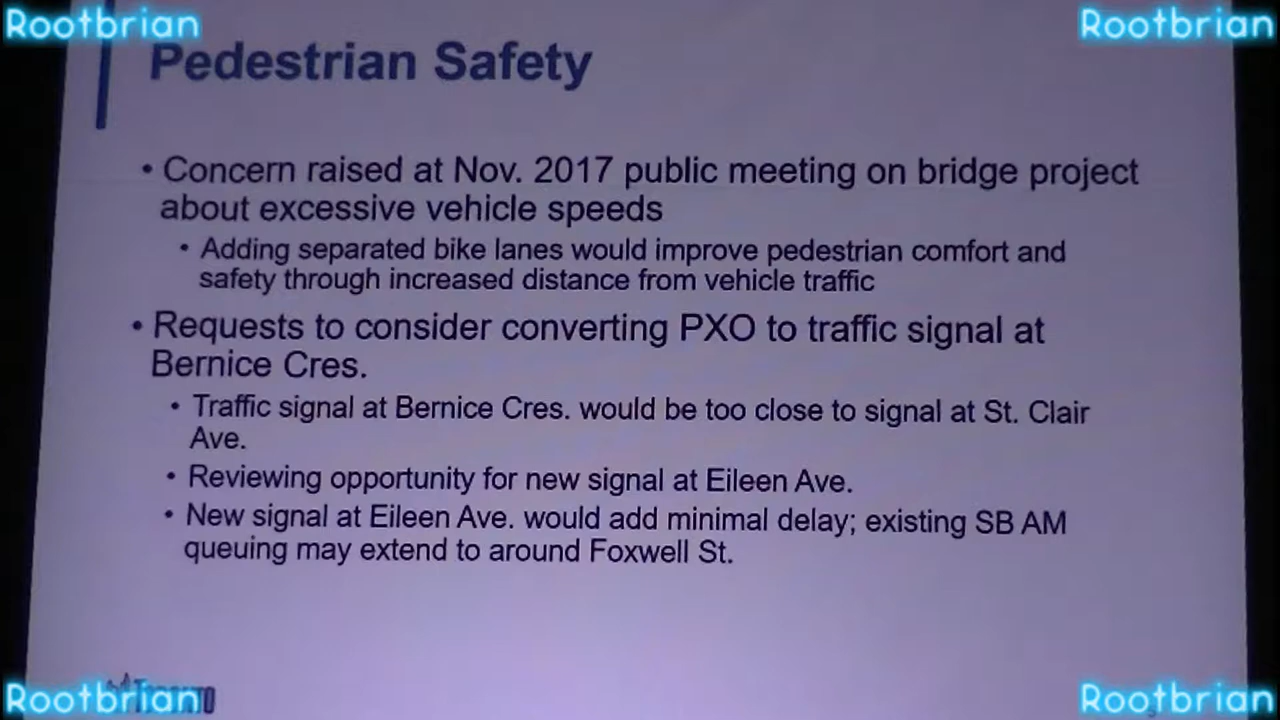 Rootbrian
Rootbrian
Pedestrian Safety
• Concern raised at Nov. 2017 public meeting on bridge project
about excessive vehicle speeds
• Adding separated bike lanes would improve pedestrian comfort and
safety through increased distance from vehicle traffic
• Requests to consider converting PXO to traffic signal at
Bernice Cres.
• Traffic signal at Bernice Cres. would be too close to signal at St. Clair
Ave.
• Reviewing opportunity for new signal at Eileen Ave.
• New signal at Eileen Ave. would add minimal delay; existing SB AM
queuing may extend to around Foxwell St.
Rootbrian
Rootbrian